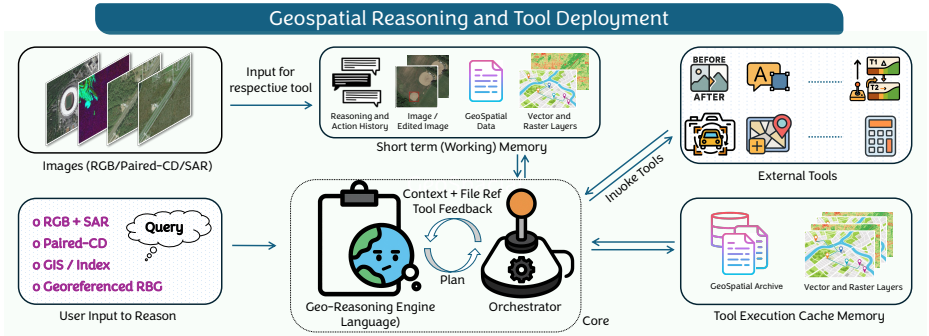 Geospatial Reasoning and Tool Deployment
Images (RGB/Paired-CD/SAR)
Input for
respective tool
Reasoning and
Action History
Image /
Edited Image
GeoSpatial
Data
Vector and
Raster Layers
Short term (Working) Memory
BEFORE
AFTER
A
T1 Δ
T2 →
External Tools
Invoke Tools
o RGB + SAR
o Paired-CD
o GIS / Index
o Georeferenced RBG
Query
User Input to Reason
Context + File Ref
Tool Feedback
Plan
Geo-Reasoning Engine
Language)
Orchestrator
Core
GeoSpatial Archive
Vector and Raster Layers
Tool Execution Cache Memory